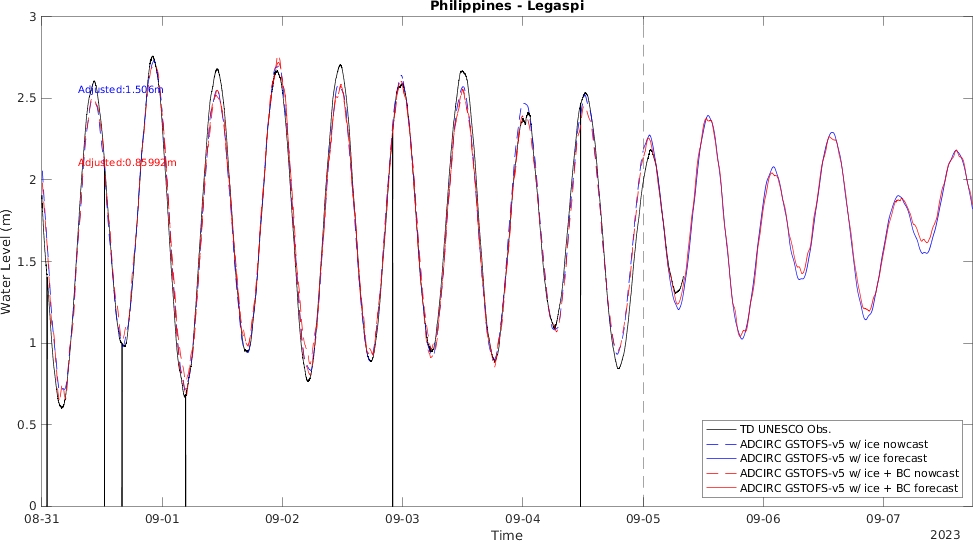 Philippines - Legaspi
3
2.5
2
1.5
1
0.5
0
Water Level (m)
Adjusted:1.506m
Adjusted:0.85992m
TD UNESCO Obs.
ADCIRC GSTOFS-v5 w/ ice nowcast
ADCIRC GSTOFS-v5 w/ ice forecast
ADCIRC GSTOFS-v5 w/ ice + BC nowcast
ADCIRC GSTOFS-v5 w/ ice + BC forecast
08-31 09-01 09-02 09-03 09-04 09-05 09-06 09-07
Time
2023